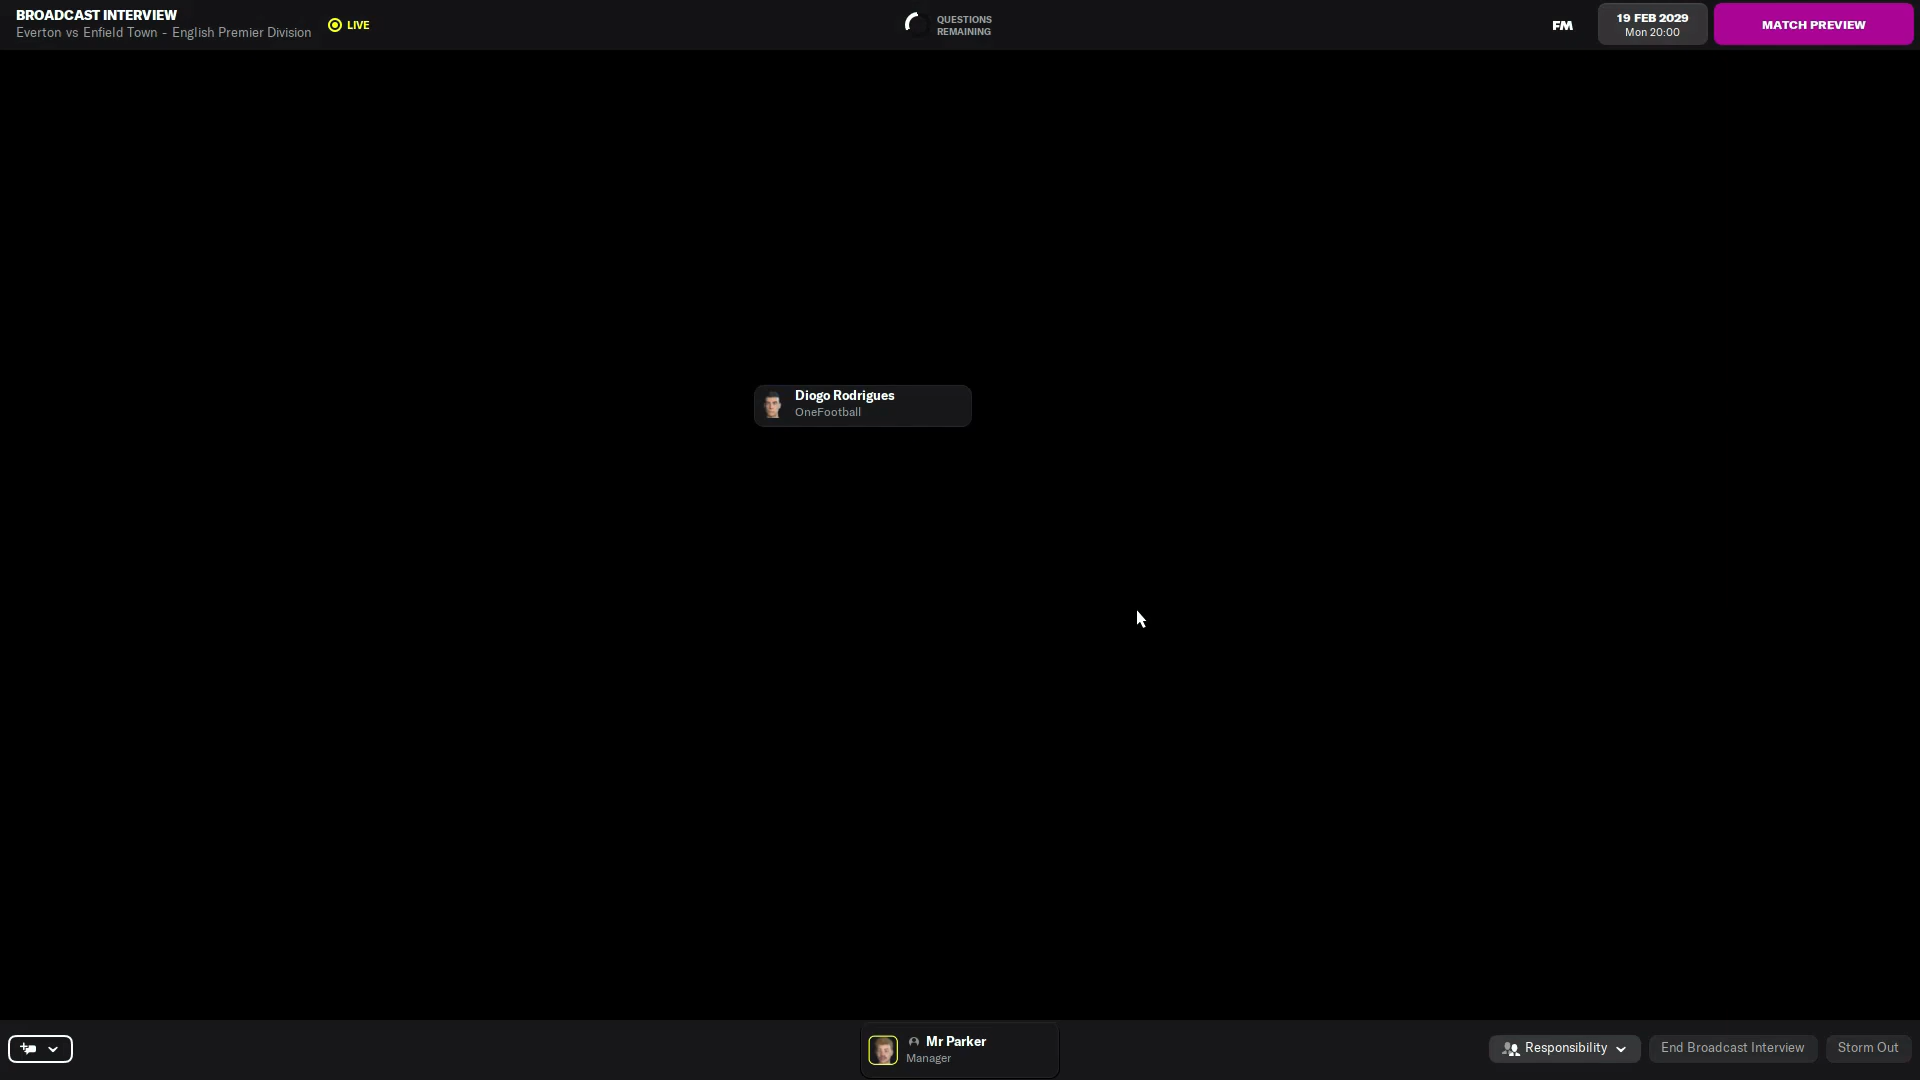 BROADCAST INTERVIEW
Everton vs Enfield Town - English Premier Division
LIVE
QUESTIONS
REMAINING
FM
19 FEB 2029
Mon 20:00
MATCH PREVIEW
Diogo Rodrigues
OneFootball
Mr Parker
Manager
Responsibility
End Broadcast Interview
Storm Out